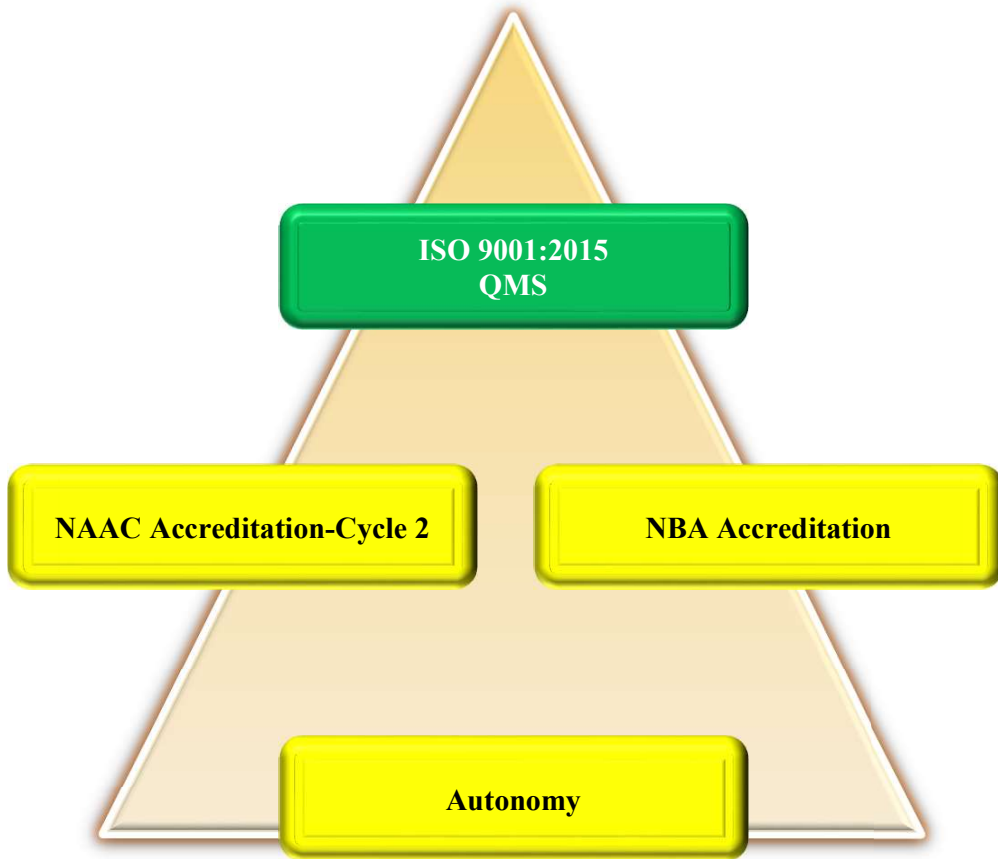 ISO 9001:2015
QMS
NAAC Accreditation-Cycle 2
NBA Accreditation
Autonomy